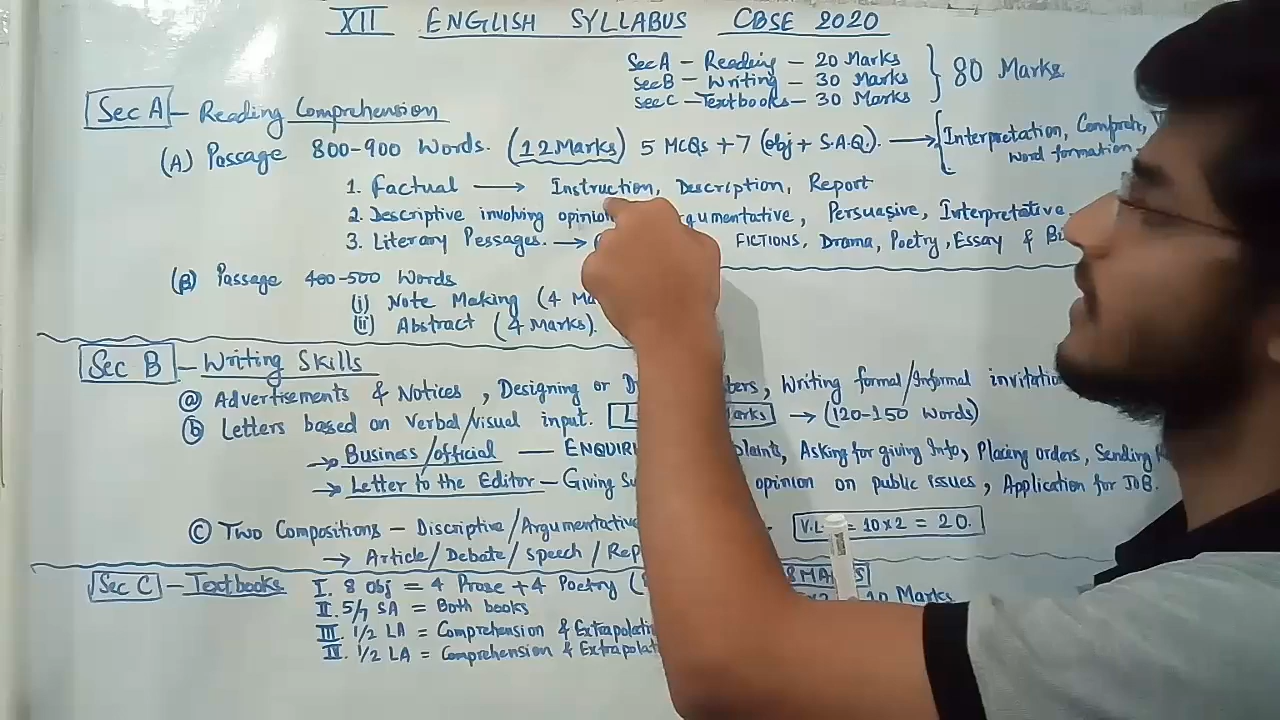 XII ENGLISH SYLLABUS CBSE 2020
Sec A - Reading - 20 Marks
Sec B - Writing - 30 Marks
Sec C - Textbooks - 30 Marks
80 Marks
Sec A - Reading Comprehension
(A) Passage 800-900 Words. (12 Marks) 5 MCQs + 7 (obj + S.A.Q). → Interpretation, Compreh,
Word formation
1. Factual → Instruction, Description, Report
2. Descriptive involving opinion Argumentative, Persuasive, Interpretative.
3. Literary Pessages. → FICTIONS, Drama, Poetry, Essay &
(B) Passage 400-500 Words
(i) Note Making (4
(ii) Abstract (4 Marks).
Sec B - Writing Skills
(a) Advertisements & Notices, Designing or Writing formal/Informal invitation
(b) Letters based on Verbal/visual input. → (120-150 Words)
→ Business/official — Asking for giving Info, Placing orders, Sending
→ Letter to the Editor - Giving opinion on public issues, Application for JOB.
(C) Two Compositions - Discriptive/Argumentative = 10×2 = 20.
→ Article/Debate/Speech/
Sec C - Textbooks I. 8 Obj = 4 Prose + 4 Poetry ( 8 MARKS
II. 5/7 SA = Both books 10 Marks
III. 1/2 LA = Comprehension & Extrapolati
IV. 1/2 LA = Comprehension & Extrapolat